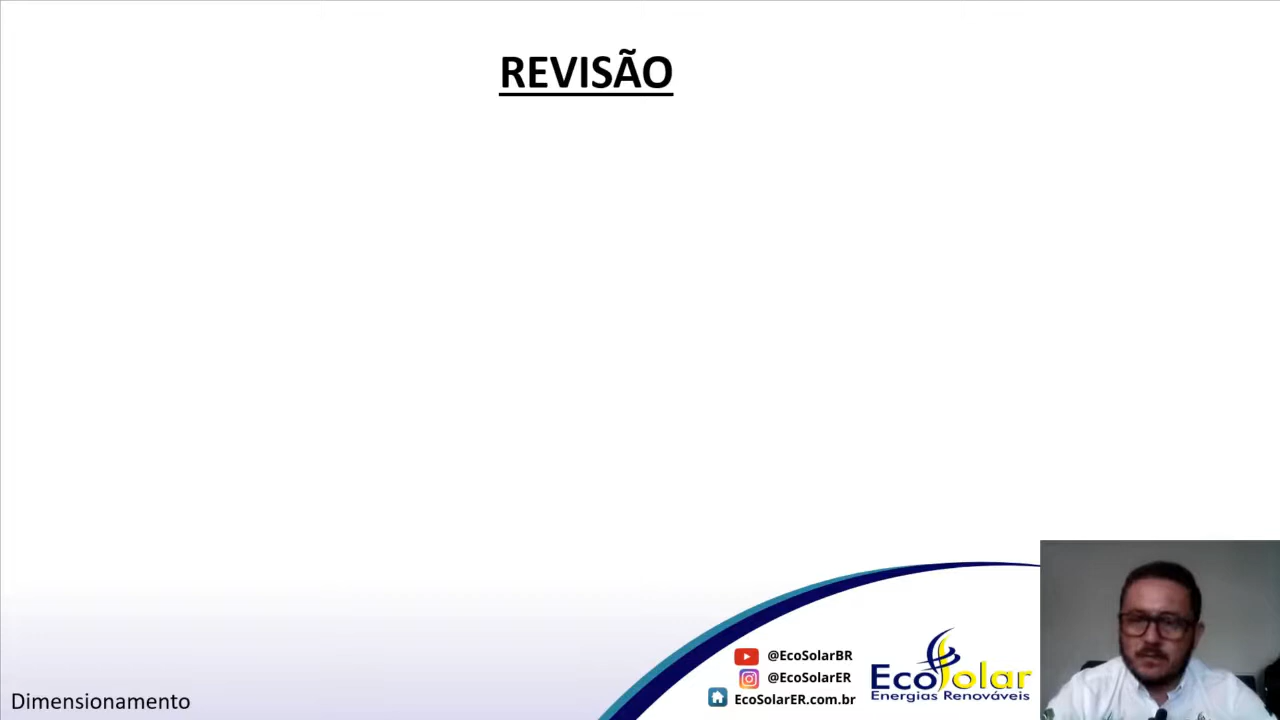 REVISÃO
@EcoSolarBR
@EcoSolarER
EcoSolarER.com.br
EcoSolar
Energias Renováveis
Dimensionamento